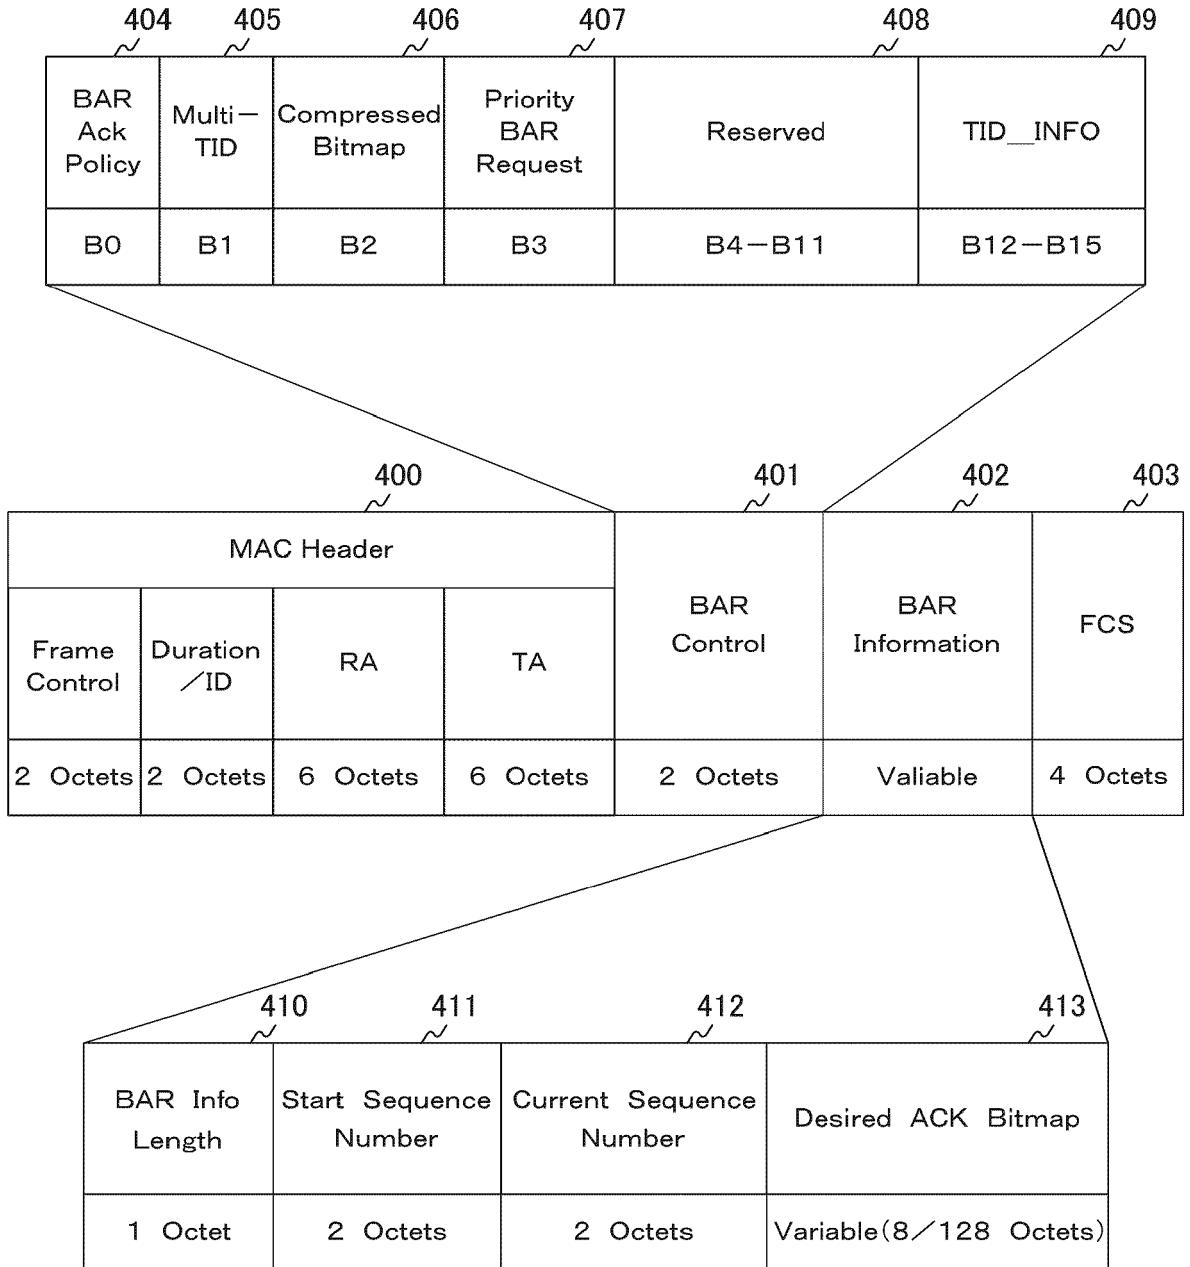 404 405 406 407 408 409
BAR Ack Policy
Multi-TID
Compressed Bitmap
Priority BAR Request
Reserved
TID_INFO
B0 B1 B2 B3 B4-B11 B12-B15
400 401 402 403
MAC Header
Frame Control
Duration/ID
RA
TA
BAR Control
BAR Information
FCS
2 Octets 2 Octets 6 Octets 6 Octets 2 Octets Valiable 4 Octets
410 411 412 413
BAR Info Length
Start Sequence Number
Current Sequence Number
Desired ACK Bitmap
1 Octet 2 Octets 2 Octets Variable(8/128 Octets)